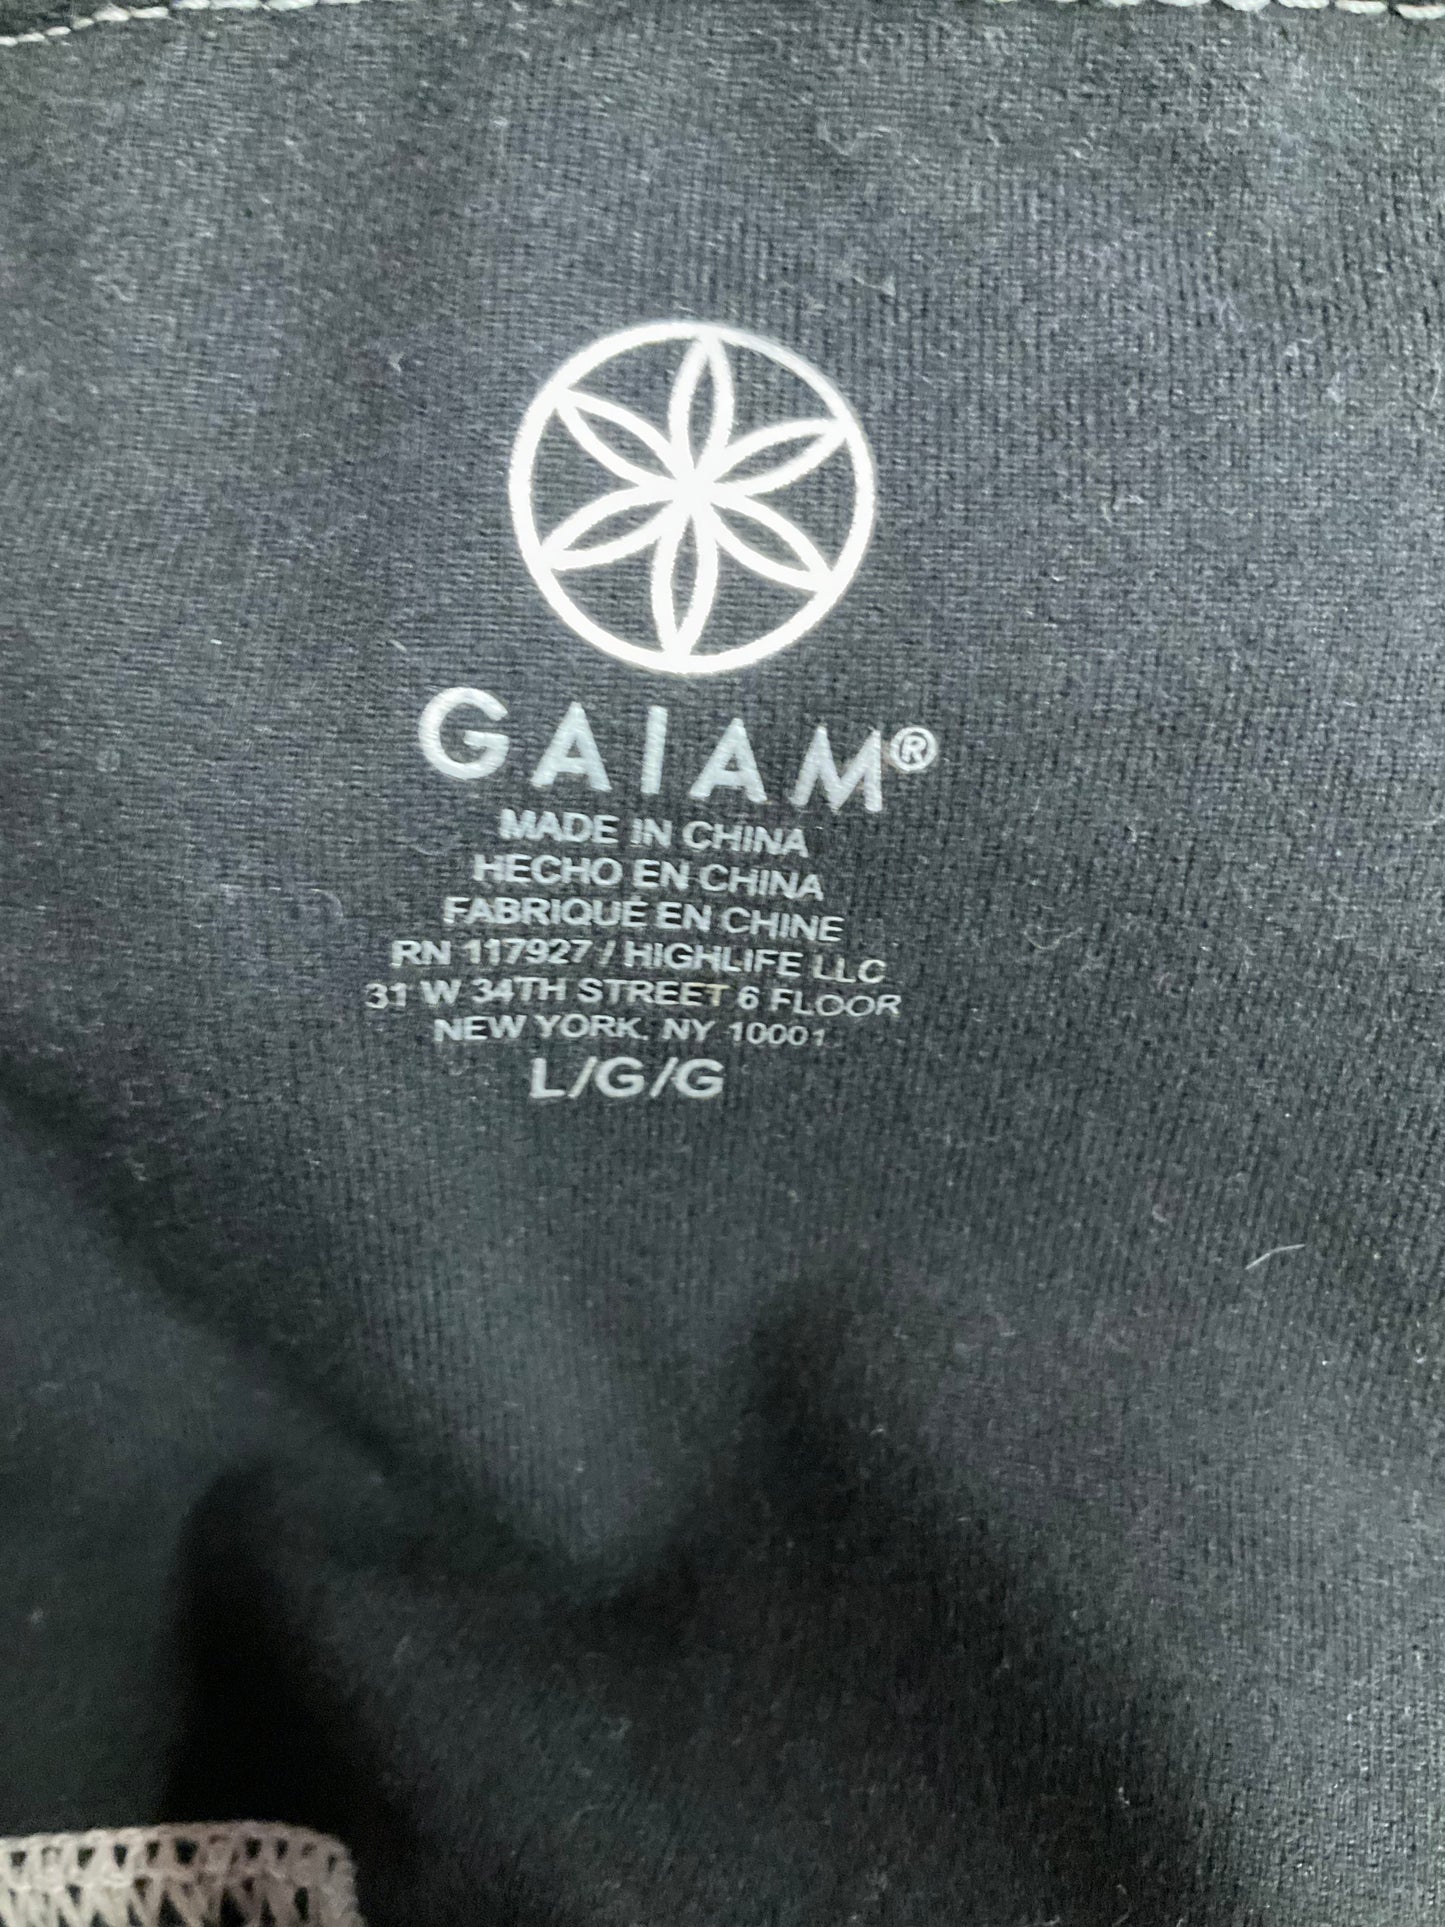 GAIAM®
MADE IN CHINA
HECHO EN CHINA
FABRIQUÉ EN CHINE
RN 117927 / HIGHLIFE LLC
31 W 34TH STREET 6 FLOOR
NEW YORK, NY 10001
L/G/G